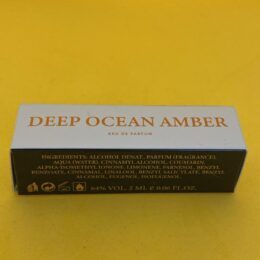 DEEP OCEAN AMBER
EAU DE PARFUM
INGREDIENTS: ALCOHOL DENAT, PARFUM (FRAGRANCE),
AQUA (WATER), CINNAMYL ALCOHOL, COUMARIN,
ALPHA-ISOMETHYL IONONE, LIMONENE, FARNESOL, BENZYL
BENZOATE, CINNAMAL, LINALOOL, BENZYL SALICYLATE, BENZYL
ALCOHOL, EUGENOL, ISOEUGENOL.
84% VOL. 2 ML ℮ 0.06 FL.OZ.